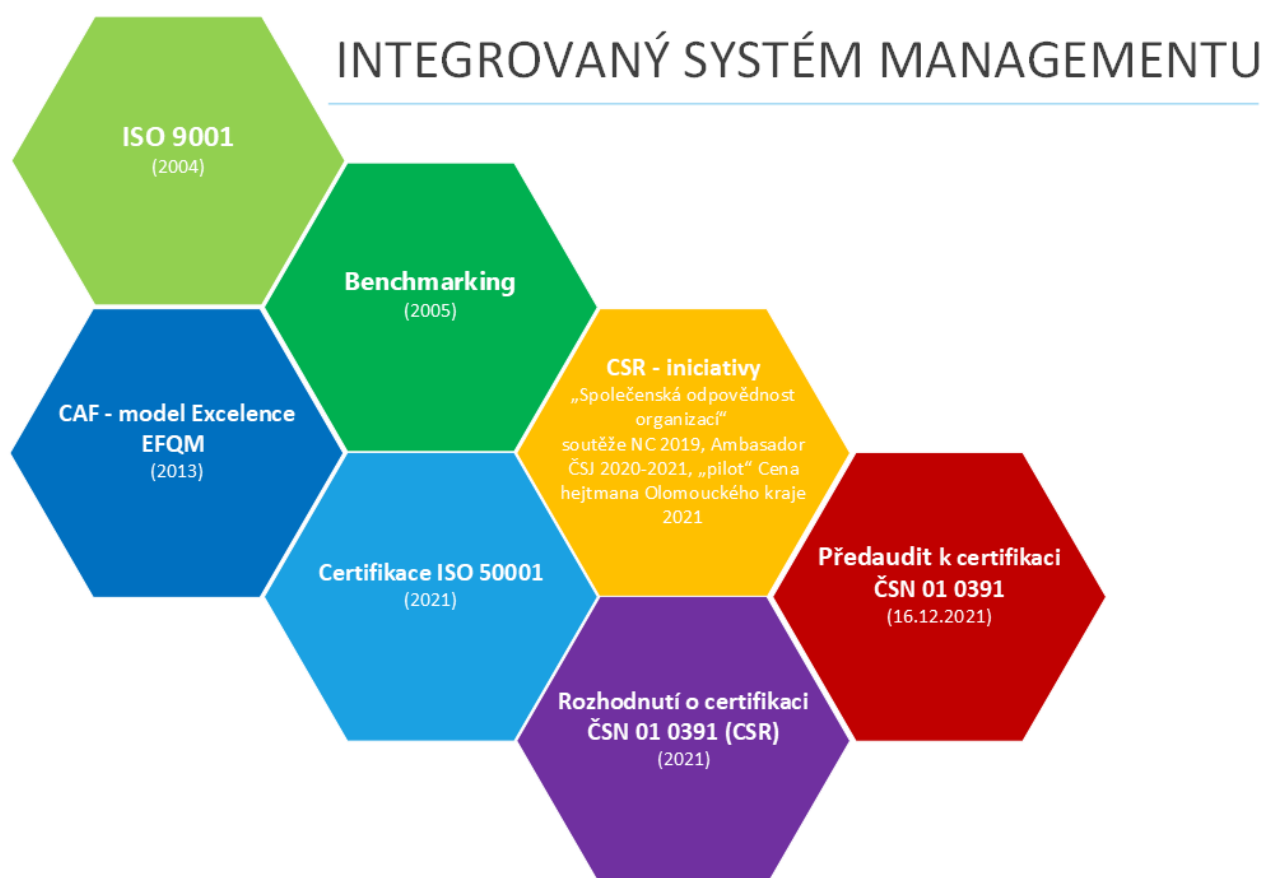 INTEGROVANÝ SYSTÉM MANAGEMENTU
ISO 9001
(2004)
Benchmarking
(2005)
CAF - model Excelence
EFQM
(2013)
CSR - iniciativy
„Společenská odpovědnost
organizací“
soutěže NC 2019, Ambasador
ČSJ 2020-2021, „pilot“ Cena
hejtmana Olomouckého kraje
2021
Certifikace ISO 50001
(2021)
Předaudit k certifikaci
ČSN 01 0391
(16.12.2021)
Rozhodnutí o certifikaci
ČSN 01 0391 (CSR)
(2021)